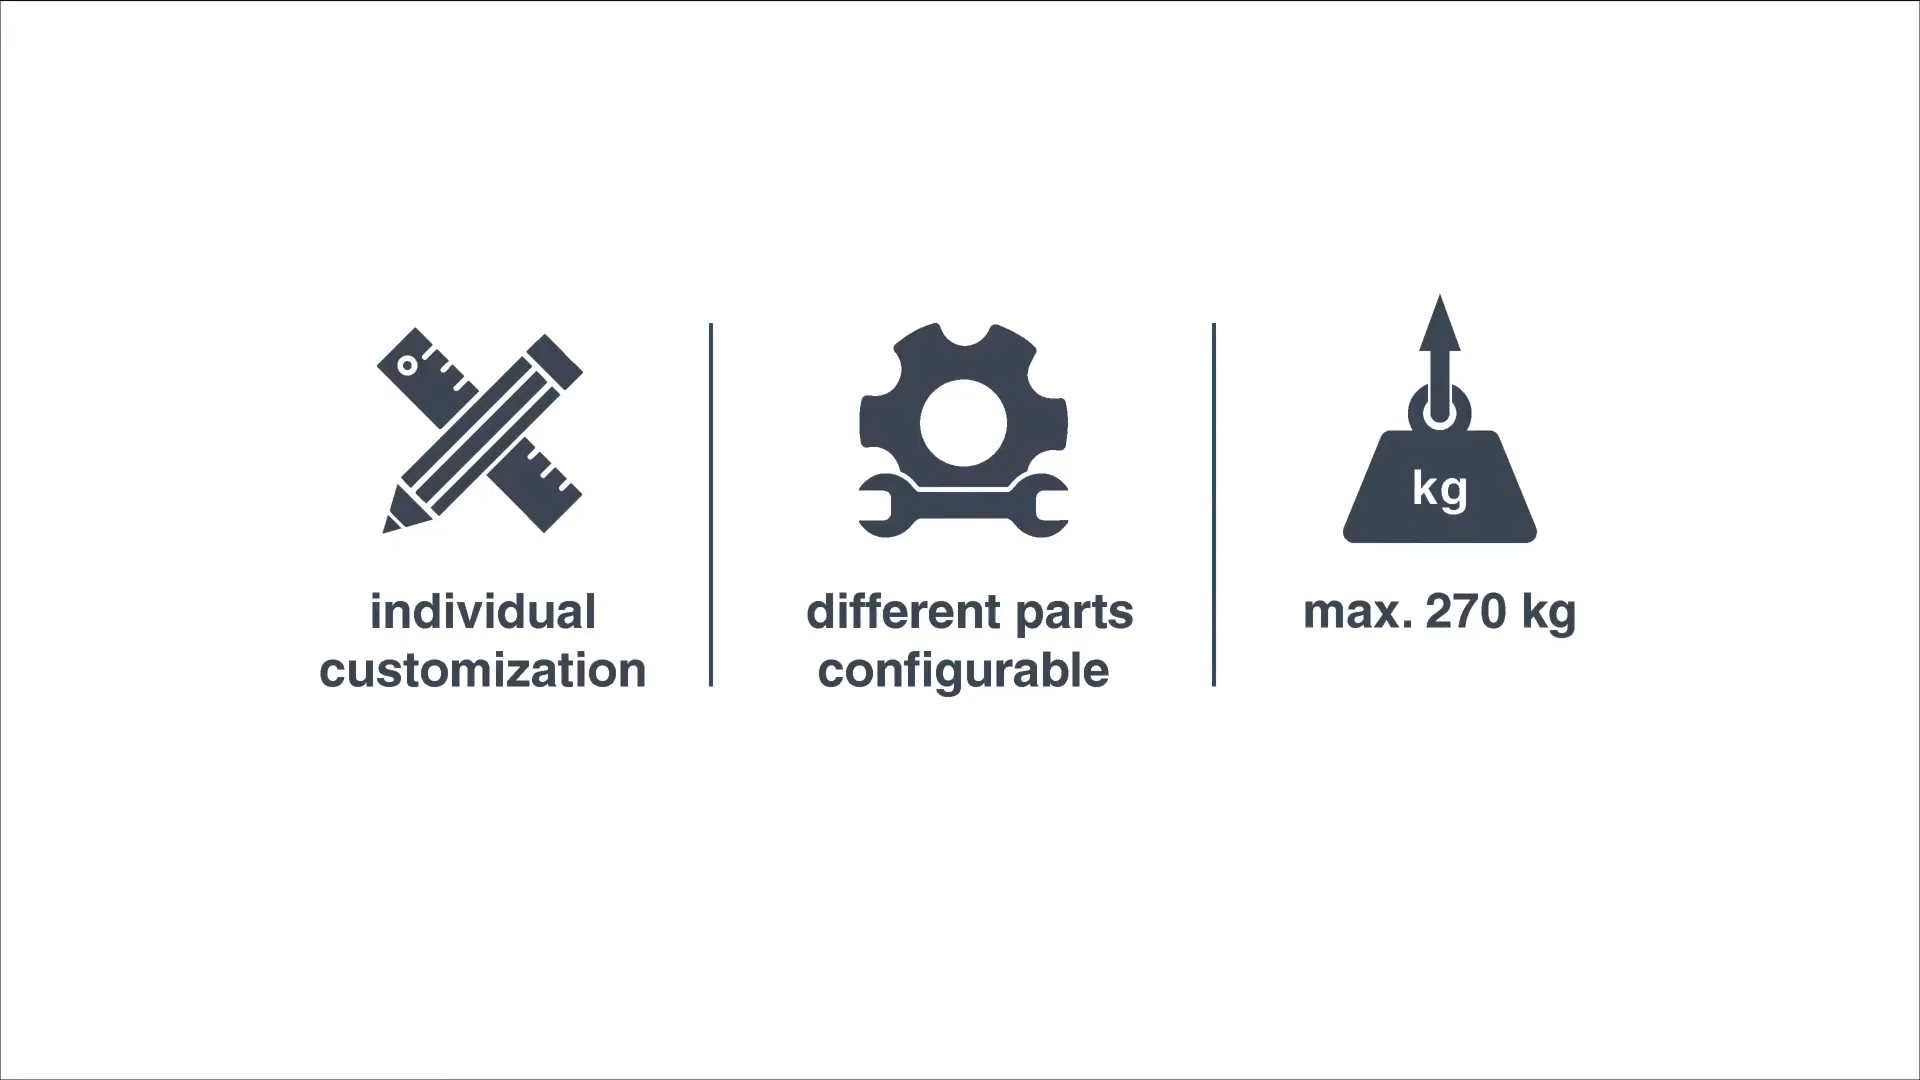 individual
customization
different parts
configurable
kg
max. 270 kg